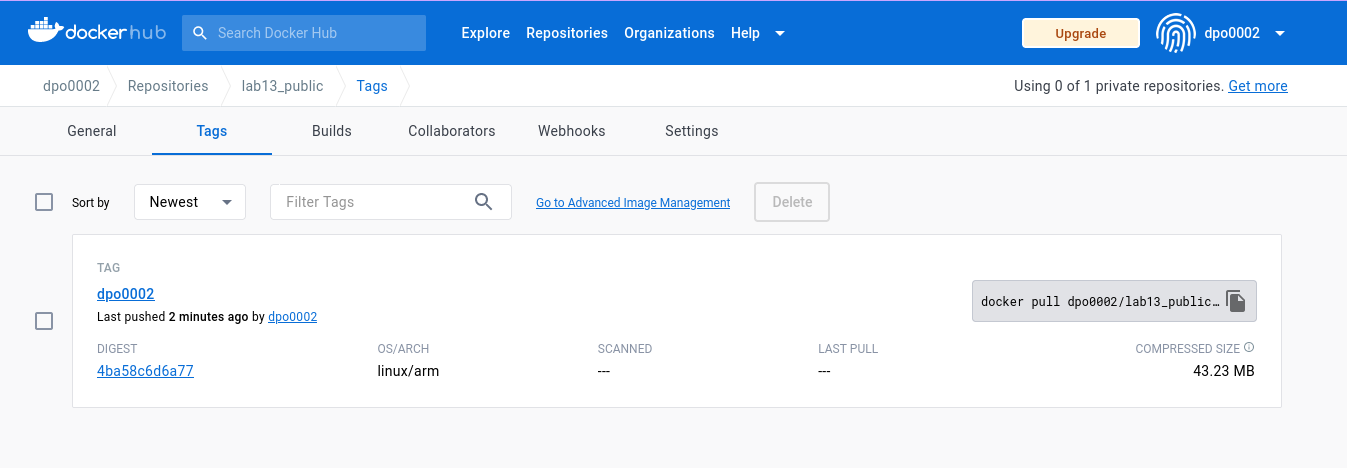 dockerhub Search Docker Hub Explore Repositories Organizations Help Upgrade dpo0002
dpo0002 Repositories lab13_public Tags Using 0 of 1 private repositories. Get more
General Tags Builds Collaborators Webhooks Settings
Sort by Newest Filter Tags Go to Advanced Image Management Delete
TAG
dpo0002
docker pull dpo0002/lab13_public…
Last pushed 2 minutes ago by dpo0002
DIGEST OS/ARCH SCANNED LAST PULL COMPRESSED SIZE
4ba58c6d6a77 linux/arm --- --- 43.23 MB